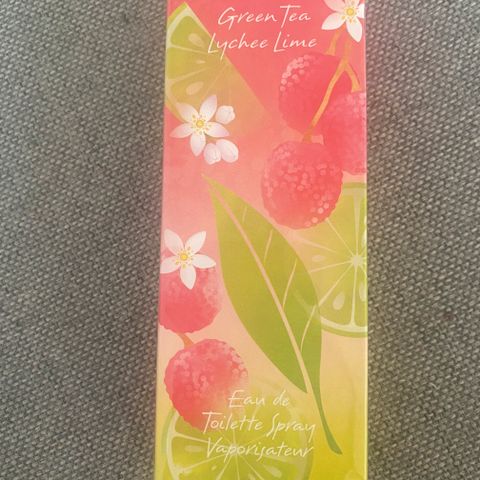 Green Tea
Lychee Lime
Eau de
Toilette Spray
Vaporisateur